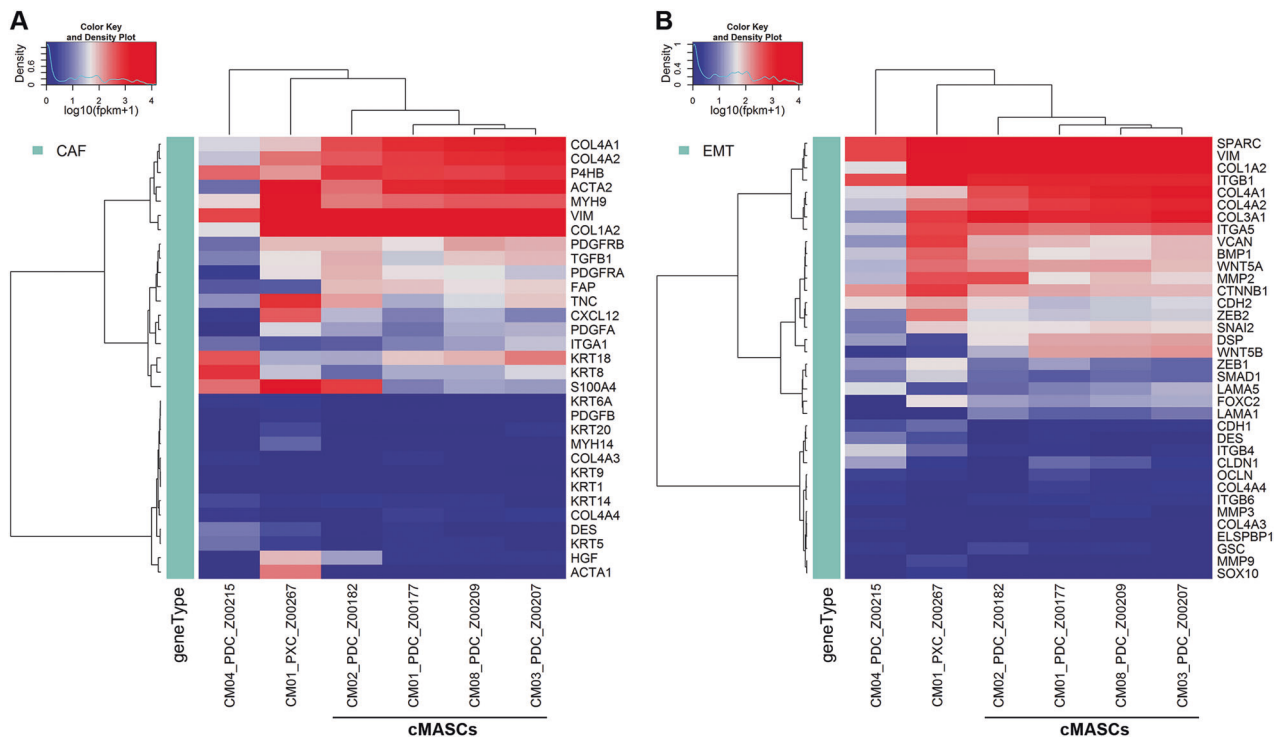 A
Color Key
and Density Plot
Density
0.6
0
0 1 2 3 4
log10(fpkm+1)
CAF
COL4A1
COL4A2
P4HB
ACTA2
MYH9
VIM
COL1A2
PDGFRB
TGFB1
PDGFRA
FAP
TNC
CXCL12
PDGFA
ITGA1
KRT18
KRT8
S100A4
KRT6A
PDGFB
KRT20
MYH14
COL4A3
KRT9
KRT1
KRT14
COL4A4
DES
KRT5
HGF
ACTA1
geneType
CM04_PDC_Z00215
CM01_PXC_Z00267
CM02_PDC_Z00182
CM01_PDC_Z00177
CM08_PDC_Z00209
CM03_PDC_Z00207
cMASCs
B
Color Key
and Density Plot
Density
1
0.4
0
0 1 2 3 4
log10(fpkm+1)
EMT
SPARC
VIM
COL1A2
ITGB1
COL4A1
COL4A2
COL3A1
ITGA5
VCAN
BMP1
WNT5A
MMP2
CTNNB1
CDH2
ZEB2
SNAI2
DSP
WNT5B
ZEB1
SMAD1
LAMA5
FOXC2
LAMA1
CDH1
DES
ITGB4
CLDN1
OCLN
COL4A4
ITGB6
MMP3
COL4A3
ELSPBP1
GSC
MMP9
SOX10
geneType
CM04_PDC_Z00215
CM01_PXC_Z00267
CM02_PDC_Z00182
CM01_PDC_Z00177
CM08_PDC_Z00209
CM03_PDC_Z00207
cMASCs